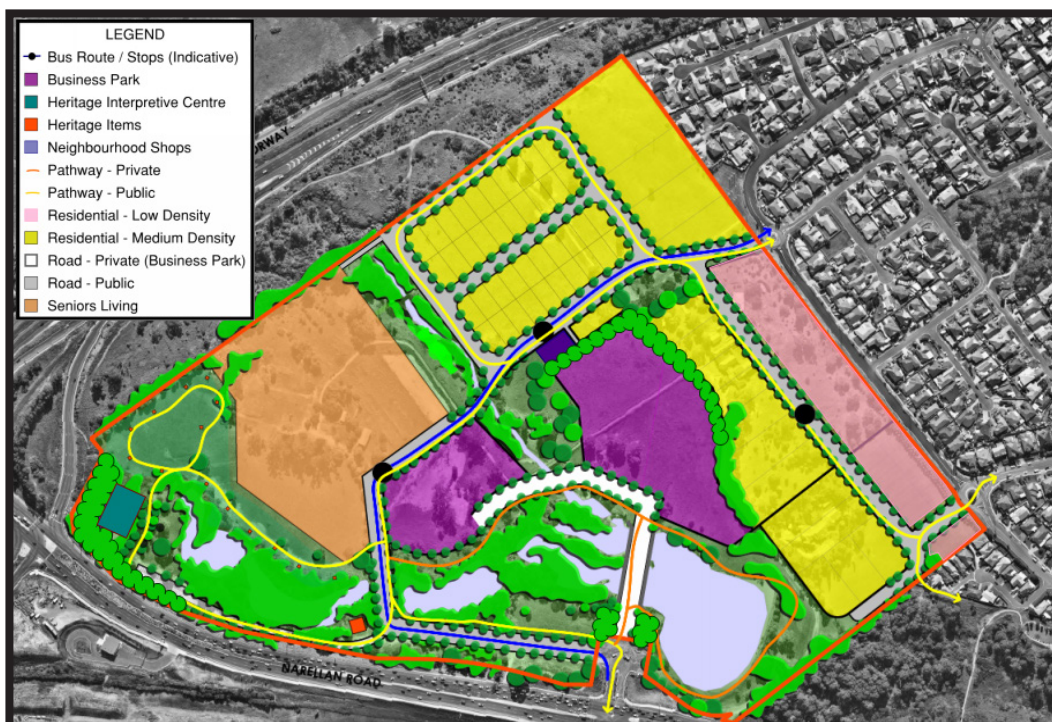 LEGEND
Bus Route / Stops (Indicative)
Business Park
Heritage Interpretive Centre
Heritage Items
Neighbourhood Shops
Pathway - Private
Pathway - Public
Residential - Low Density
Residential - Medium Density
Road - Private (Business Park)
Road - Public
Seniors Living
NARELLAN ROAD